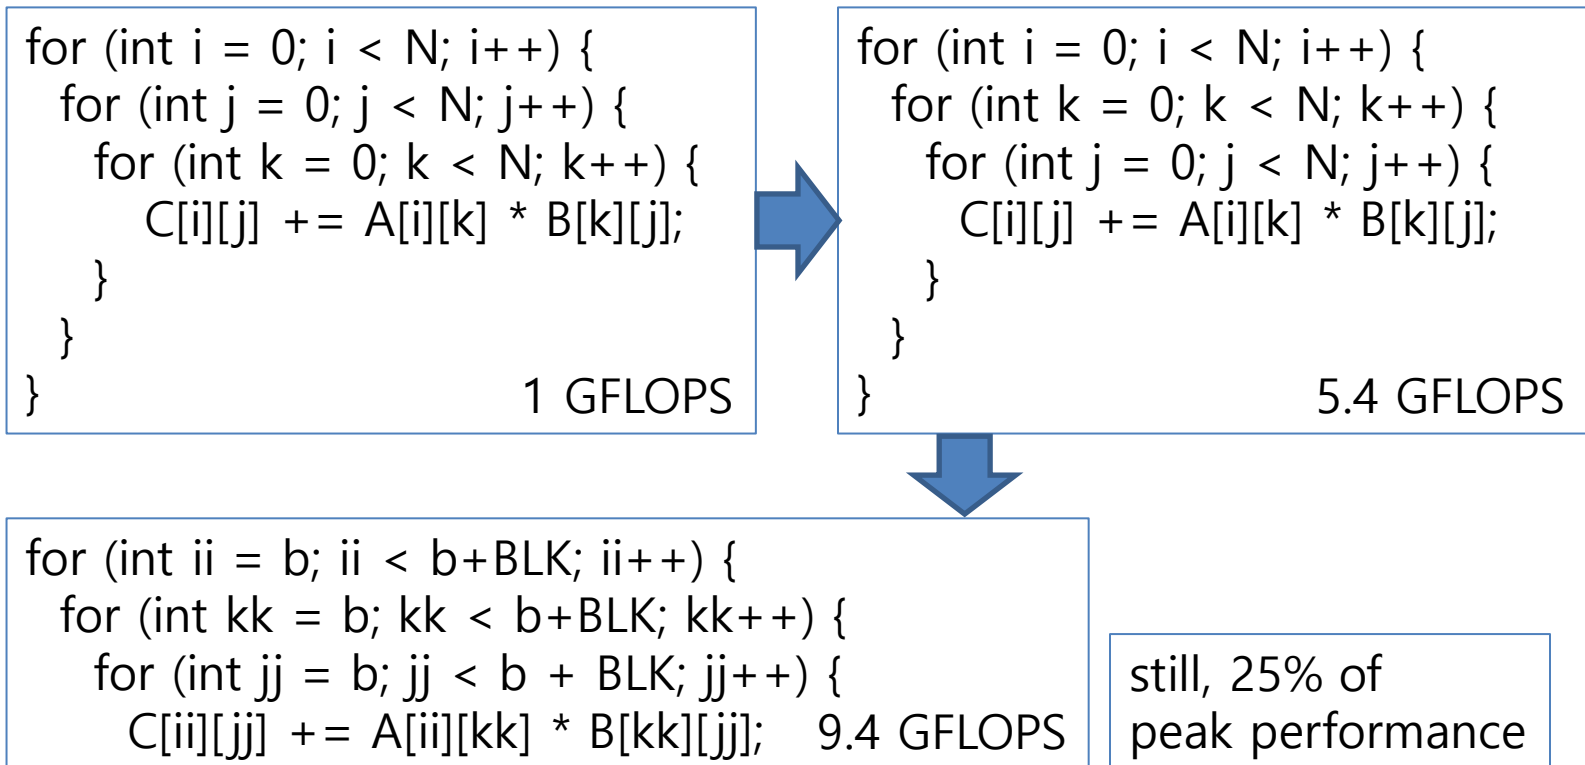 for (int i = 0; i < N; i++) {
for (int j = 0; j < N; j++) {
for (int k = 0; k < N; k++) {
C[i][j] += A[i][k] * B[k][j];
}
}
}
1 GFLOPS
for (int i = 0; i < N; i++) {
for (int k = 0; k < N; k++) {
for (int j = 0; j < N; j++) {
C[i][j] += A[i][k] * B[k][j];
}
}
}
5.4 GFLOPS
for (int ii = b; ii < b+BLK; ii++) {
for (int kk = b; kk < b+BLK; kk++) {
for (int jj = b; jj < b + BLK; jj++) {
C[ii][jj] += A[ii][kk] * B[kk][jj];
9.4 GFLOPS
still, 25% of
peak performance